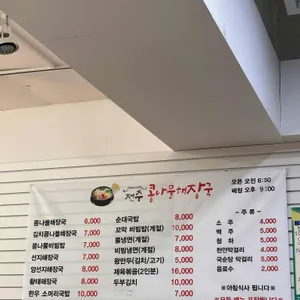 전주 콩나물해장국
오픈 오전 6:50
폐점 오후 9:00
콩나물해장국 6,000
김치콩나물해장국 7,000
콩나물비빔밥 7,000
선지해장국 7,000
양선지해장국 8,000
황태해장국 8,000
한우 소머리국밥 10,000
순대국밥 8,000
꼬막 비빔밥(계절) 10,000
물냉면(계절) 8,000
비빔냉면(계절) 8,000
왕만두(김치/고기) 5,000
제육볶음(2인분) 16,000
두부김치
- 주 류 -
소 주 4,000
맥 주 4,000
청 하 5,000
천안막걸리 4,000
국순당 막걸리 5,000
음료수 2,000
※아침식사 됩니다※